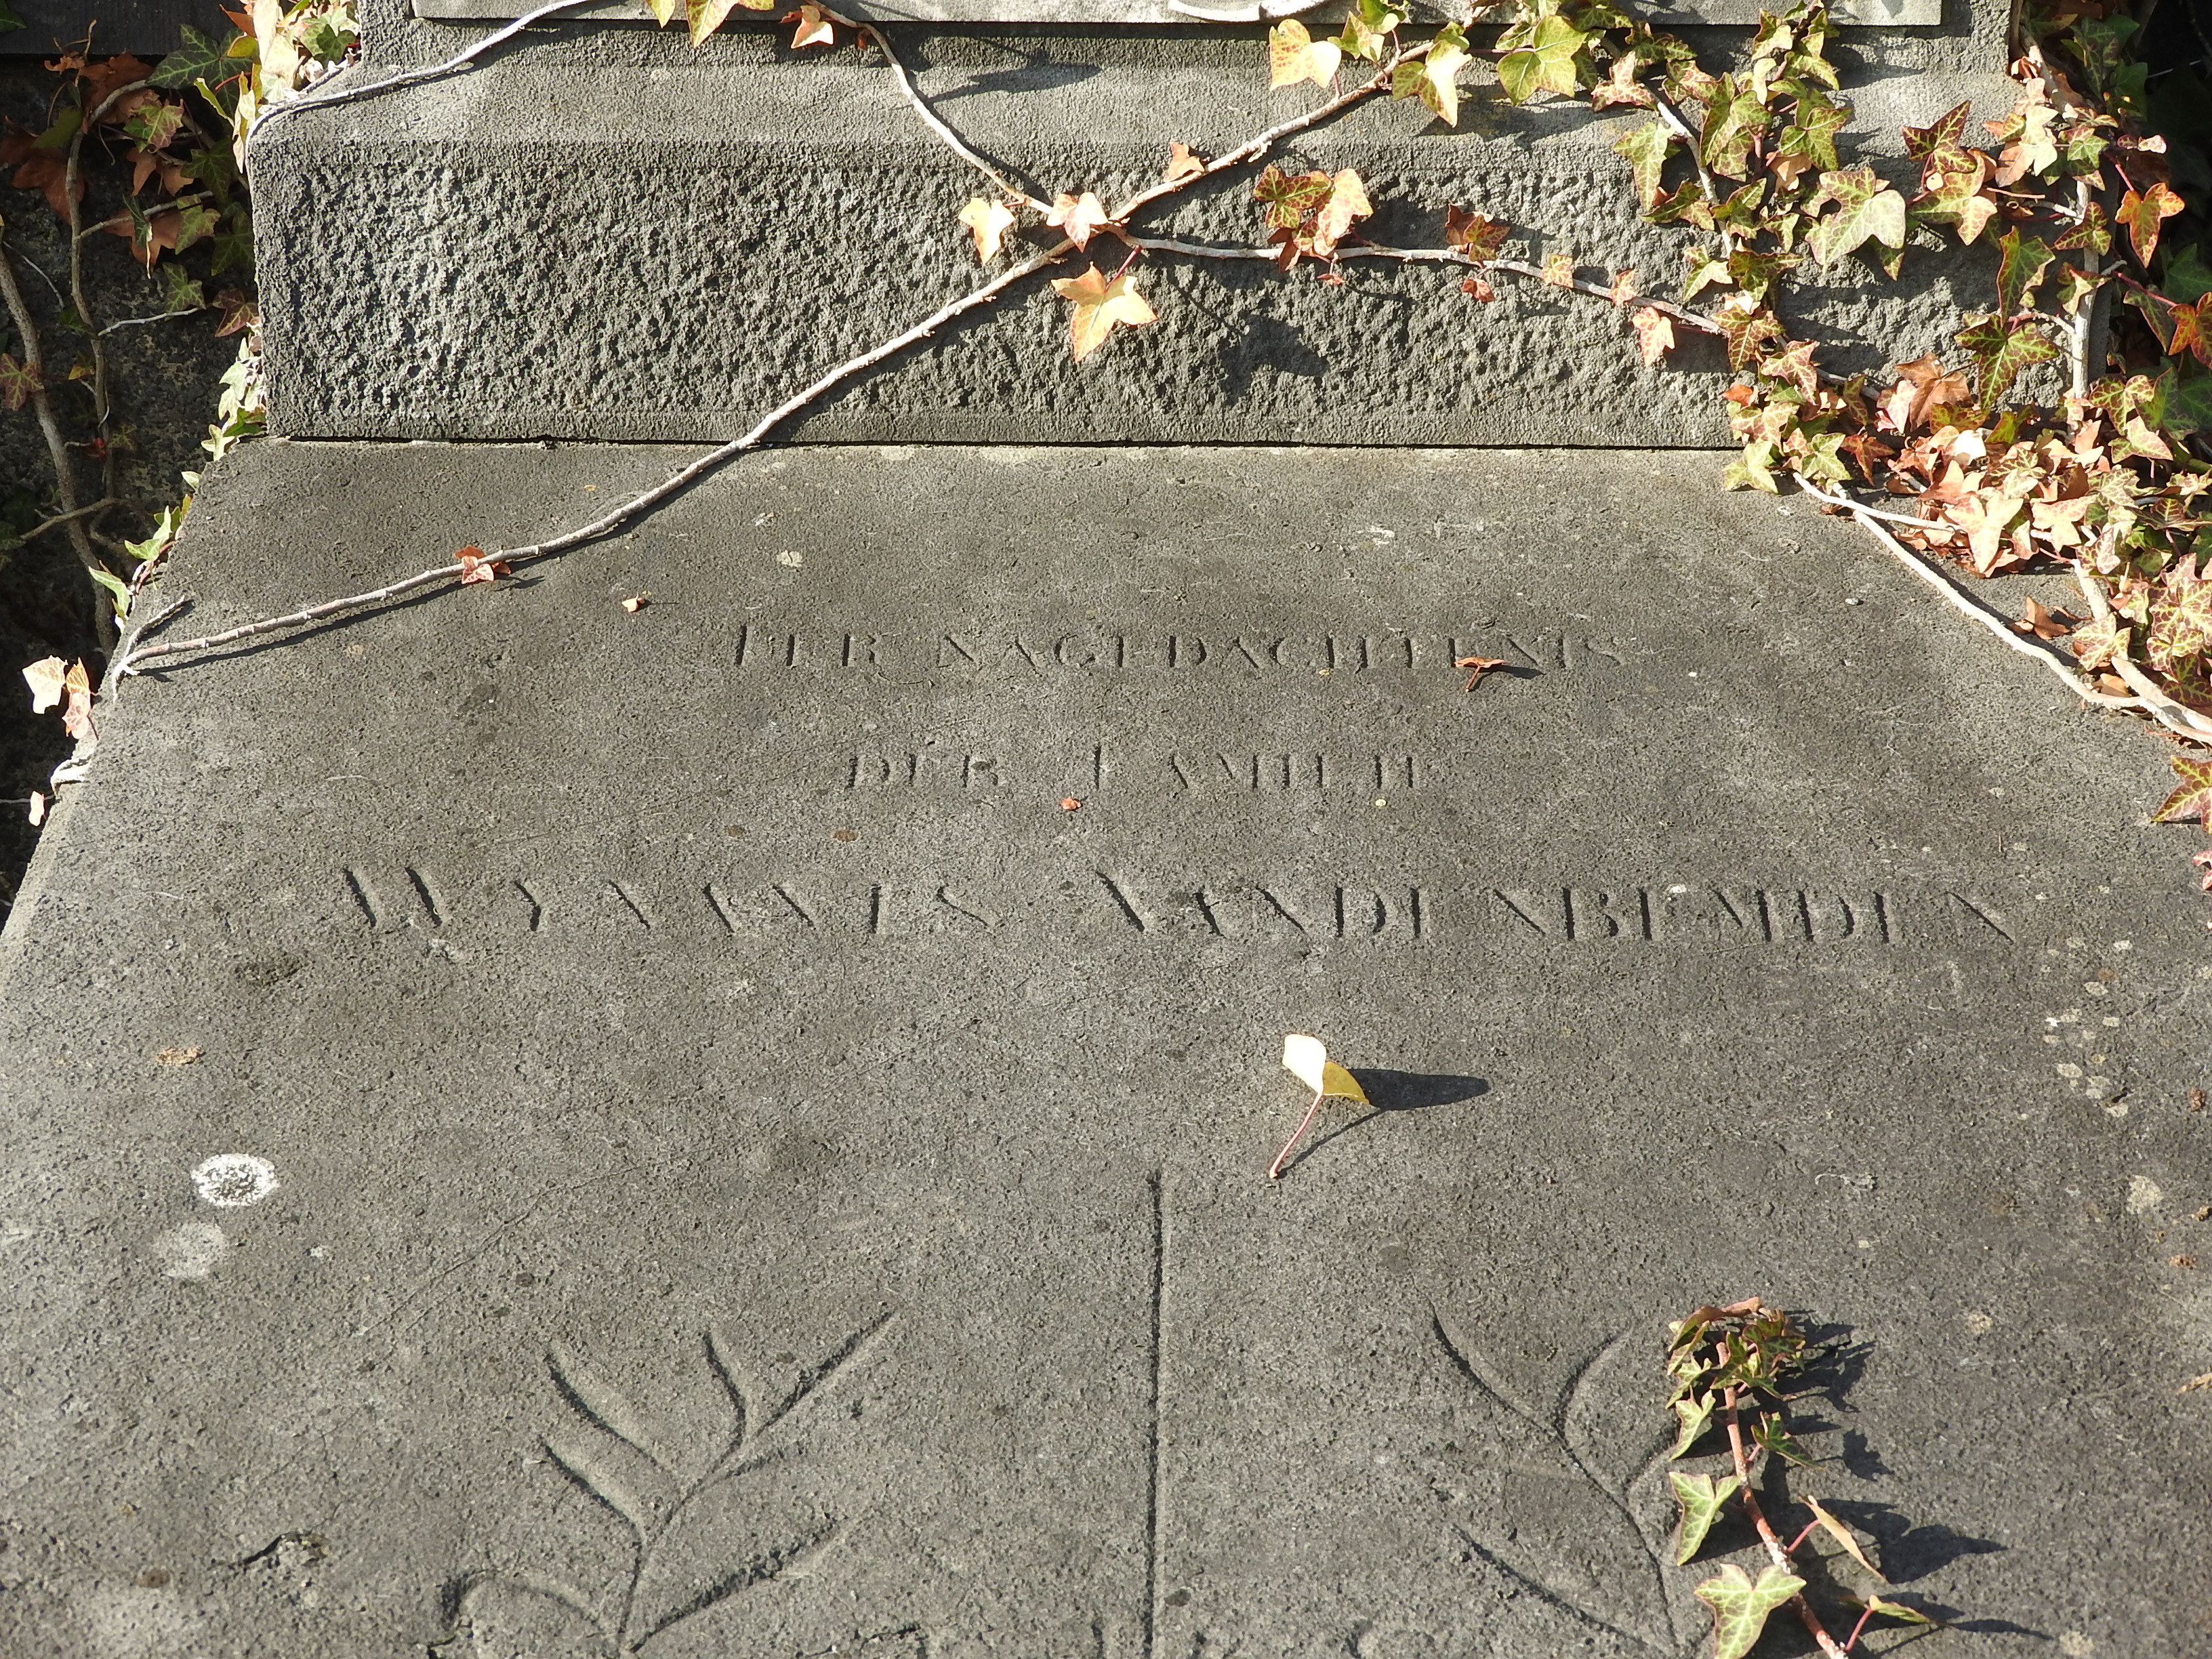 TER NAGEDACHTENIS
DER FAMILIE
WYNANTS VANDENBEMDEN